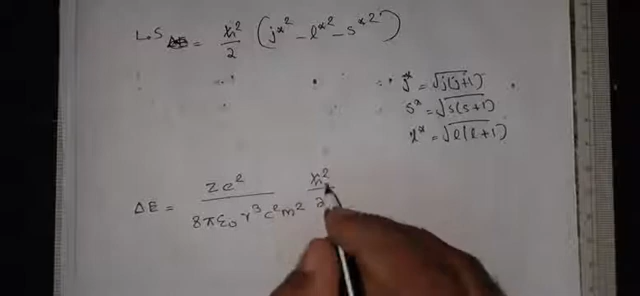 L.S = ħ²/2 (j*² - l*² - s*²)
j* = √j(j+1)
s* = √s(s+1)
l* = √l(l+1)
ΔE = Ze²/8πε₀r³c²m² ħ²/2